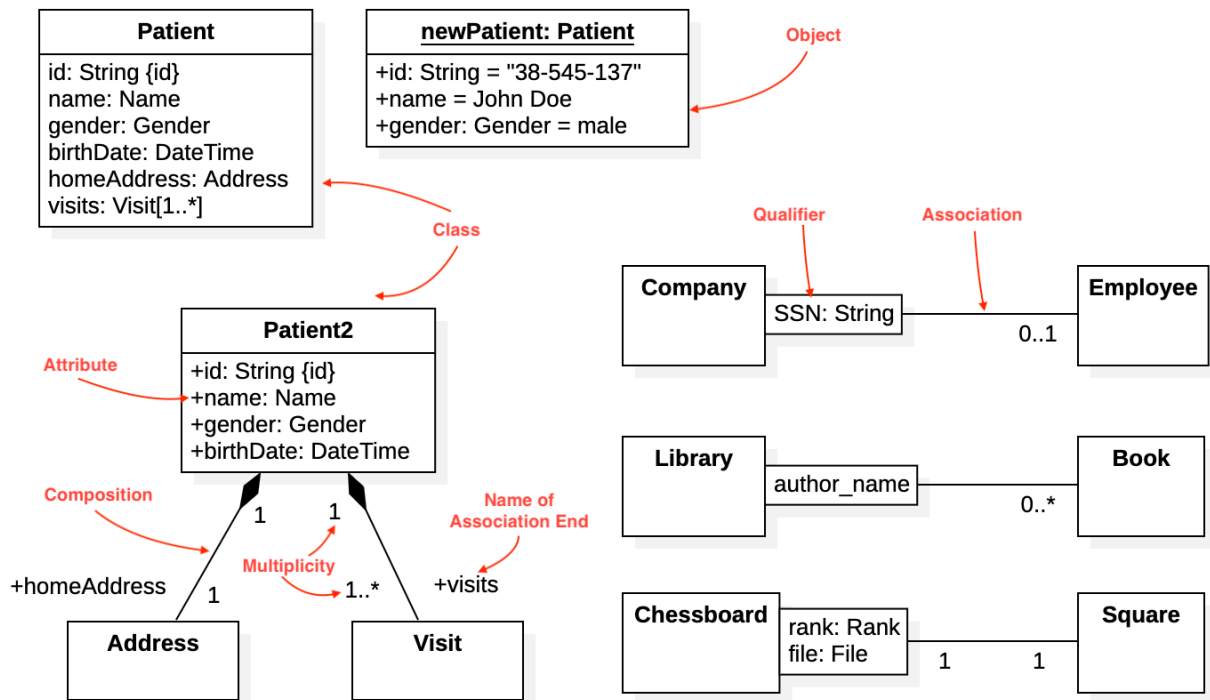 Patient
id: String {id}
name: Name
gender: Gender
birthDate: DateTime
homeAddress: Address
visits: Visit[1..*]
newPatient: Patient
+id: String = "38-545-137"
+name = John Doe
+gender: Gender = male
Object
Class
Patient2
+id: String {id}
+name: Name
+gender: Gender
+birthDate: DateTime
Attribute
Composition
1
1
Multiplicity
Name of
Association End
+homeAddress
1
1..*
+visits
Address
Visit
Qualifier
Association
Company
SSN: String
0..1
Employee
Library
author_name
0..*
Book
Chessboard
rank: Rank
file: File
1
1
Square